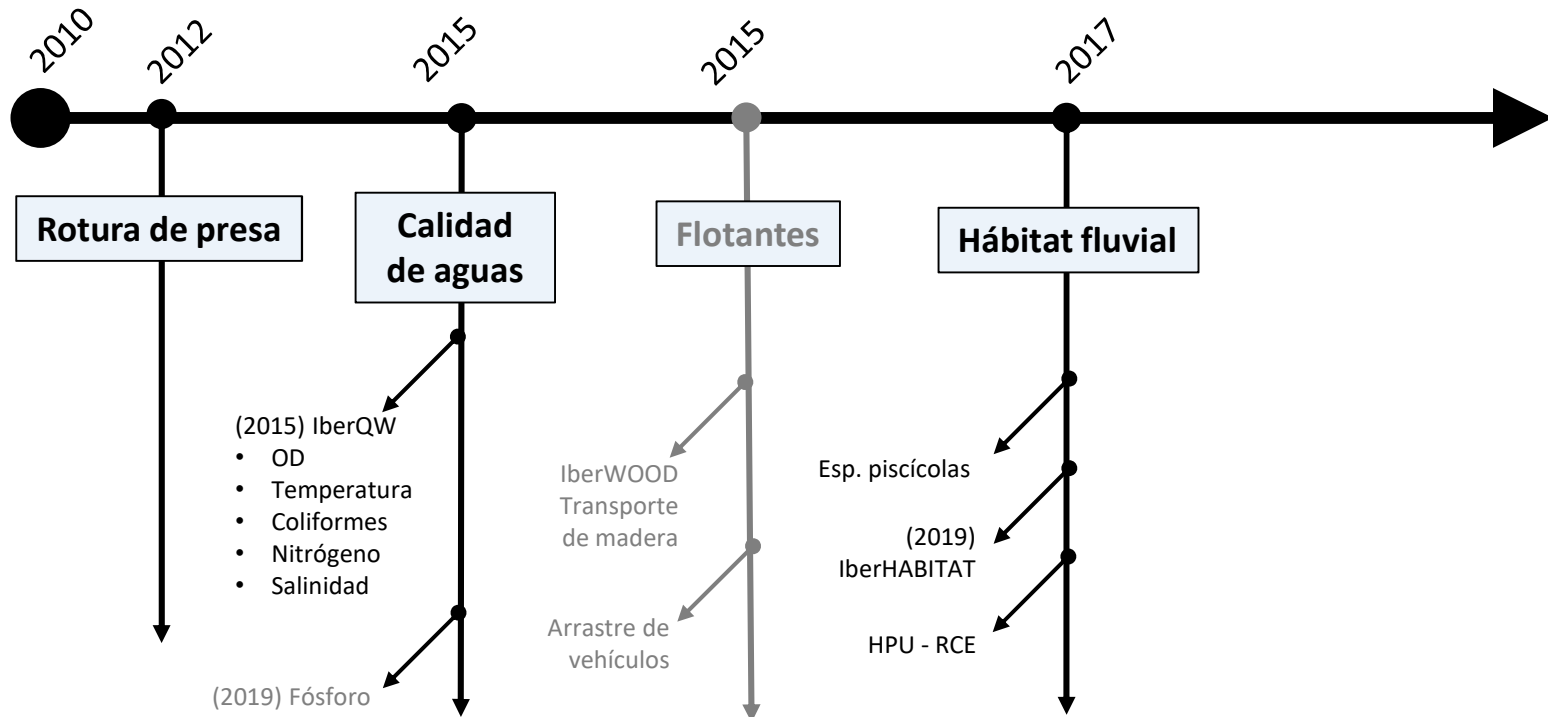 2010
2012
2015
2015
2017
Rotura de presa
Calidad
de aguas
(2015) IberQW
• OD
• Temperatura
• Coliformes
• Nitrógeno
• Salinidad
(2019) Fósforo
Flotantes
IberWOOD
Transporte
de madera
Arrastre de
vehículos
Hábitat fluvial
Esp. piscícolas
(2019)
IberHABITAT
HPU - RCE